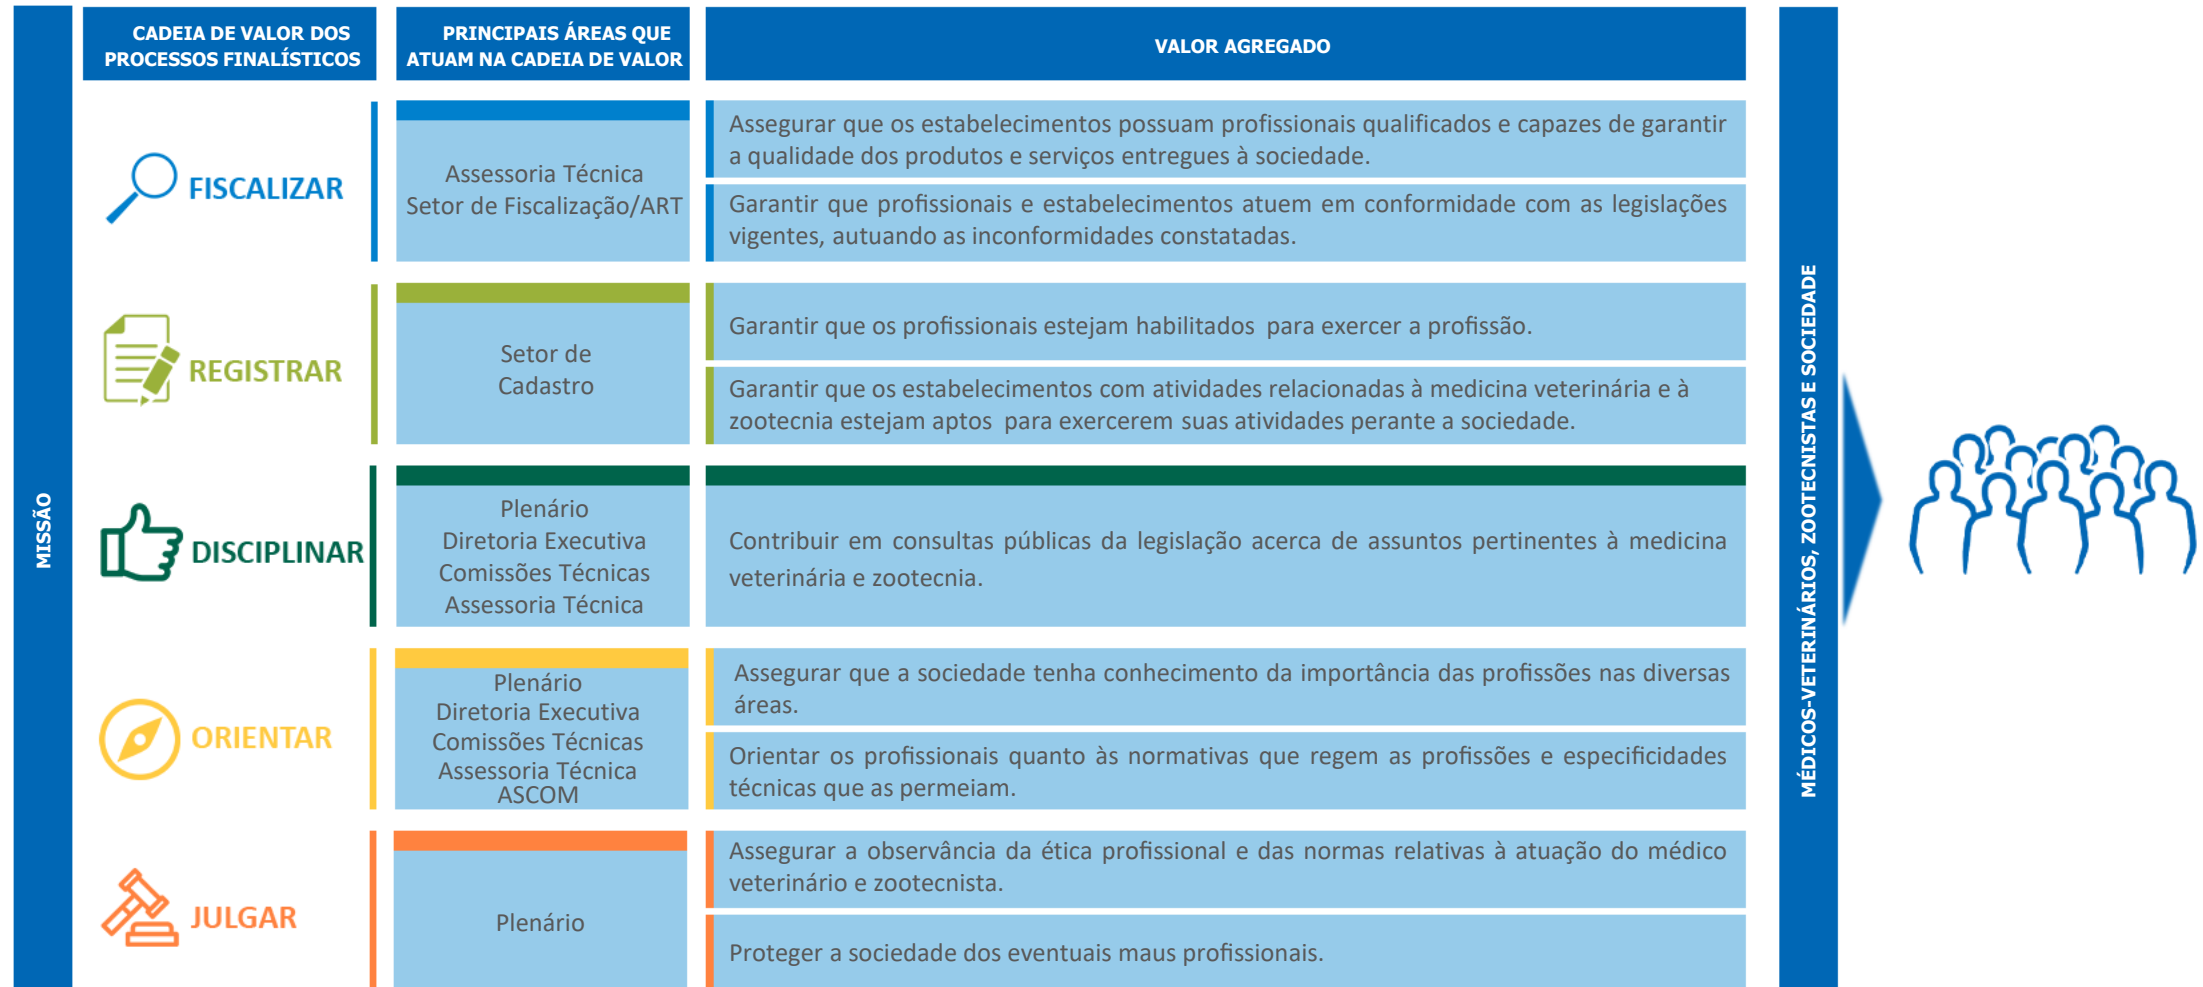 MISSÃO
CADEIA DE VALOR DOS
PROCESSOS FINALÍSTICOS
PRINCIPAIS ÁREAS QUE
ATUAM NA CADEIA DE VALOR
VALOR AGREGADO
FISCALIZAR
Assessoria Técnica
Setor de Fiscalização/ART
Assegurar que os estabelecimentos possuam profissionais qualificados e capazes de garantir
a qualidade dos produtos e serviços entregues à sociedade.
Garantir que profissionais e estabelecimentos atuem em conformidade com as legislações
vigentes, autuando as inconformidades constatadas.
REGISTRAR
Setor de
Cadastro
Garantir que os profissionais estejam habilitados para exercer a profissão.
Garantir que os estabelecimentos com atividades relacionadas à medicina veterinária e à
zootecnia estejam aptos para exercerem suas atividades perante a sociedade.
DISCIPLINAR
Plenário
Diretoria Executiva
Comissões Técnicas
Assessoria Técnica
Contribuir em consultas públicas da legislação acerca de assuntos pertinentes à medicina
veterinária e zootecnia.
ORIENTAR
Plenário
Diretoria Executiva
Comissões Técnicas
Assessoria Técnica
ASCOM
Assegurar que a sociedade tenha conhecimento da importância das profissões nas diversas
áreas.
Orientar os profissionais quanto às normativas que regem as profissões e especificidades
técnicas que as permeiam.
JULGAR
Plenário
Assegurar a observância da ética profissional e das normas relativas à atuação do médico
veterinário e zootecnista.
Proteger a sociedade dos eventuais maus profissionais.
MÉDICOS-VETERINÁRIOS, ZOOTECNISTAS E SOCIEDADE